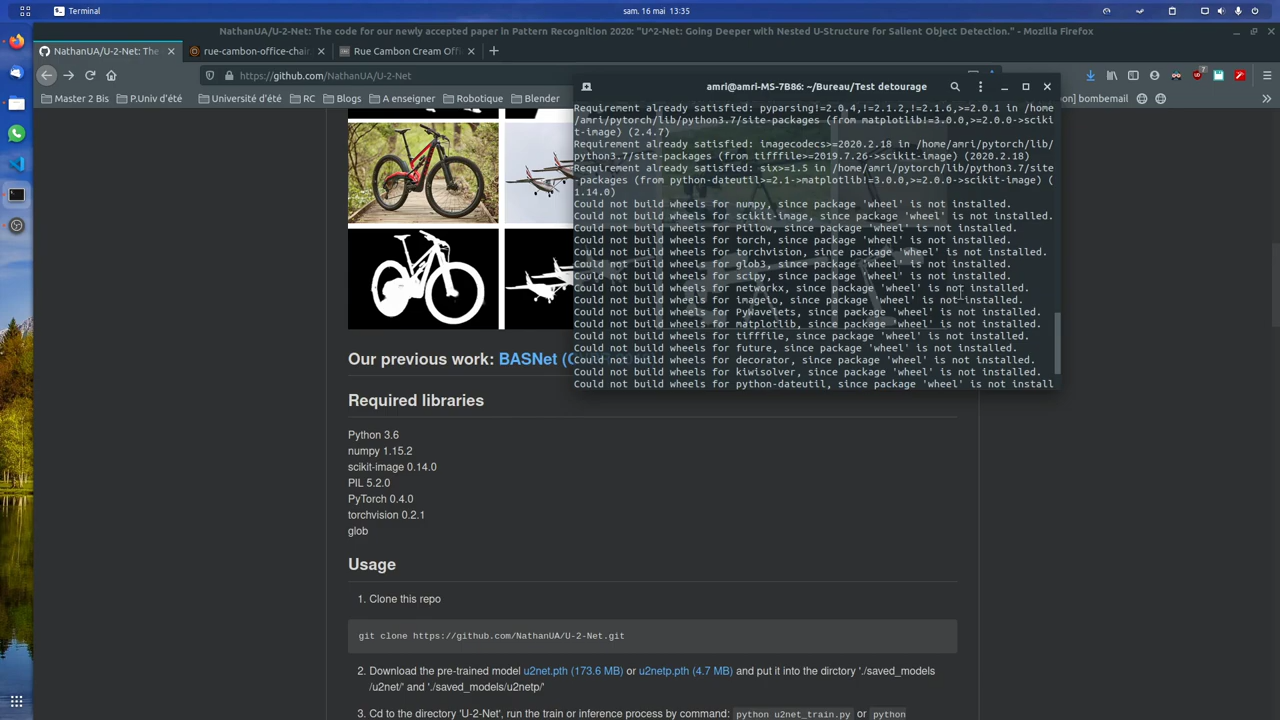 Terminal
sam. 16 mai 13:35
NathanUA/U-2-Net: The code for our newly accepted paper in Pattern Recognition 2020: "U^2-Net: Going Deeper with Nested U-Structure for Salient Object Detection." - Mozilla Firefox
NathanUA/U-2-Net: The
rue-cambon-office-chair
Rue Cambon Cream Offi
https://github.com/NathanUA/U-2-Net
Master 2 Bis
P.Univ d'été
Université d'été
RC
Blogs
A enseigner
Robotique
Blender
on] bombemail
amri@amri-MS-7B86: ~/Bureau/Test detourage
Requirement already satisfied: pyparsing!=2.0.4,!=2.1.2,!=2.1.6,>=2.0.1 in /home
/amri/pytorch/lib/python3.7/site-packages (from matplotlib!=3.0.0,>=2.0.0->sciki
t-image) (2.4.7)
Requirement already satisfied: imagecodecs>=2020.2.18 in /home/amri/pytorch/lib/
python3.7/site-packages (from tifffile>=2019.7.26->scikit-image) (2020.2.18)
Requirement already satisfied: six>=1.5 in /home/amri/pytorch/lib/python3.7/site
-packages (from python-dateutil>=2.1->matplotlib!=3.0.0,>=2.0.0->scikit-image) (
1.14.0)
Could not build wheels for numpy, since package 'wheel' is not installed.
Could not build wheels for scikit-image, since package 'wheel' is not installed.
Could not build wheels for Pillow, since package 'wheel' is not installed.
Could not build wheels for torch, since package 'wheel' is not installed.
Could not build wheels for torchvision, since package 'wheel' is not installed.
Could not build wheels for glob3, since package 'wheel' is not installed.
Could not build wheels for scipy, since package 'wheel' is not installed.
Could not build wheels for networkx, since package 'wheel' is not installed.
Could not build wheels for imageio, since package 'wheel' is not installed.
Could not build wheels for PyWavelets, since package 'wheel' is not installed.
Could not build wheels for matplotlib, since package 'wheel' is not installed.
Could not build wheels for tifffile, since package 'wheel' is not installed.
Could not build wheels for future, since package 'wheel' is not installed.
Could not build wheels for decorator, since package 'wheel' is not installed.
Could not build wheels for kiwisolver, since package 'wheel' is not installed.
Could not build wheels for python-dateutil, since package 'wheel' is not install
Our previous work: BASNet (C
Required libraries
Python 3.6
numpy 1.15.2
scikit-image 0.14.0
PIL 5.2.0
PyTorch 0.4.0
torchvision 0.2.1
glob
Usage
1. Clone this repo
git clone https://github.com/NathanUA/U-2-Net.git
2. Download the pre-trained model u2net.pth (173.6 MB) or u2netp.pth (4.7 MB) and put it into the dirctory './saved_models
/u2net/' and './saved_models/u2netp/'
3. Cd to the directory 'U-2-Net', run the train or inference process by command: python u2net_train.py or python